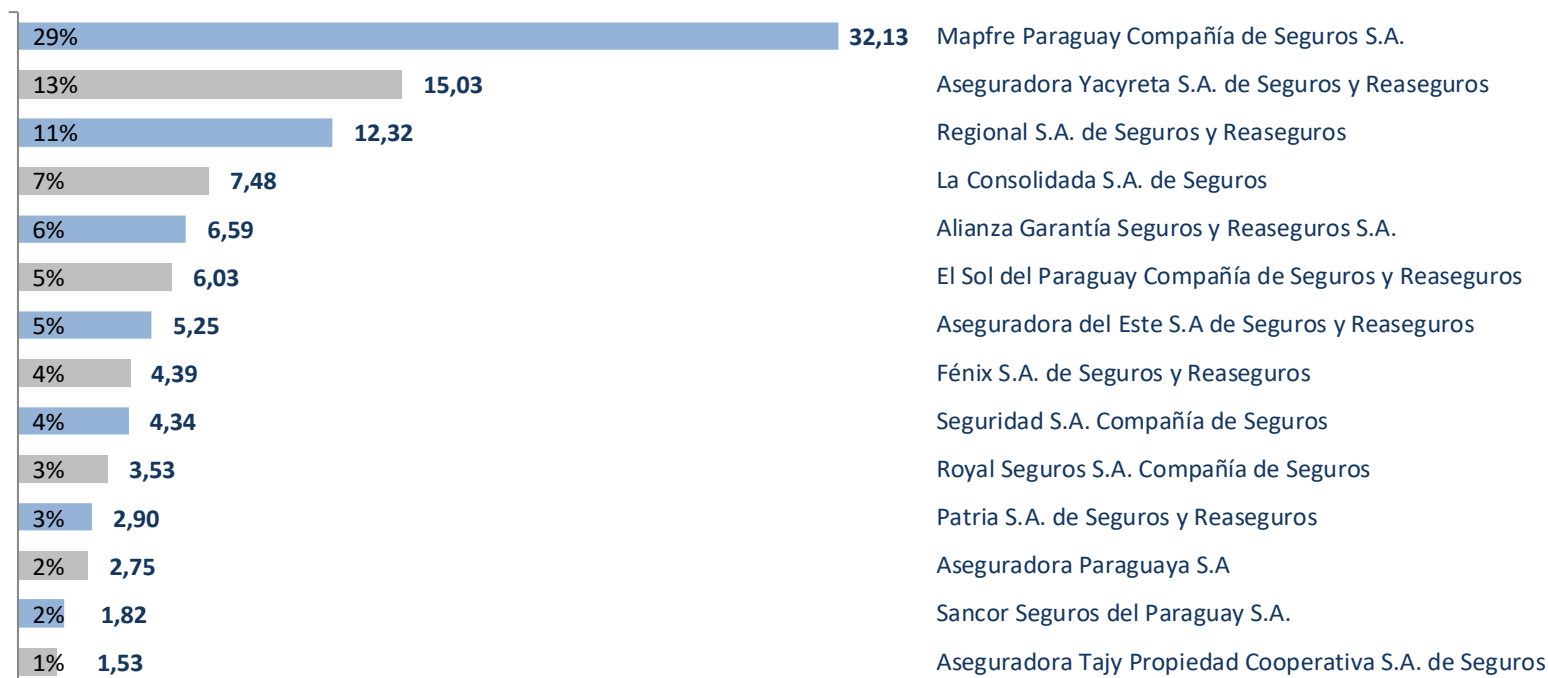 29% 32,13 Mapfre Paraguay Compañía de Seguros S.A.
13% 15,03 Aseguradora Yacyreta S.A. de Seguros y Reaseguros
11% 12,32 Regional S.A. de Seguros y Reaseguros
7% 7,48 La Consolidada S.A. de Seguros
6% 6,59 Alianza Garantía Seguros y Reaseguros S.A.
5% 6,03 El Sol del Paraguay Compañía de Seguros y Reaseguros
5% 5,25 Aseguradora del Este S.A de Seguros y Reaseguros
4% 4,39 Fénix S.A. de Seguros y Reaseguros
4% 4,34 Seguridad S.A. Compañía de Seguros
3% 3,53 Royal Seguros S.A. Compañía de Seguros
3% 2,90 Patria S.A. de Seguros y Reaseguros
2% 2,75 Aseguradora Paraguaya S.A
2% 1,82 Sancor Seguros del Paraguay S.A.
1% 1,53 Aseguradora Tajy Propiedad Cooperativa S.A. de Seguros